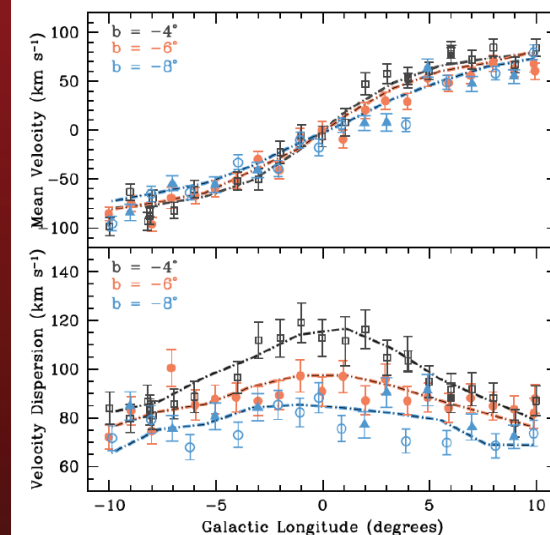 100
50
0
−50
−100
Mean Velocity (km s⁻¹)
b = −4°
b = −6°
b = −8°
140
120
100
80
60
Velocity Dispersion (km s⁻¹)
b = −4°
b = −6°
b = −8°
−10 −5 0 5 10
Galactic Longitude (degrees)